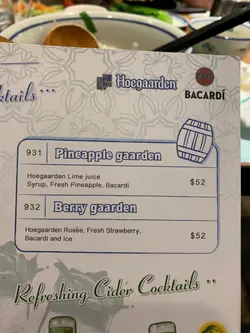 Hoegaarden
BACARDÍ
cktails
931 Pineapple gaarden
Hoegaarden Lime juice
Syrup, Fresh Pineapple, Bacardi $52
932 Berry gaarden
Hoegaarden Rosée, Fresh Strawberry,
Bacardi and Ice $52
Refreshing Cider Cocktails